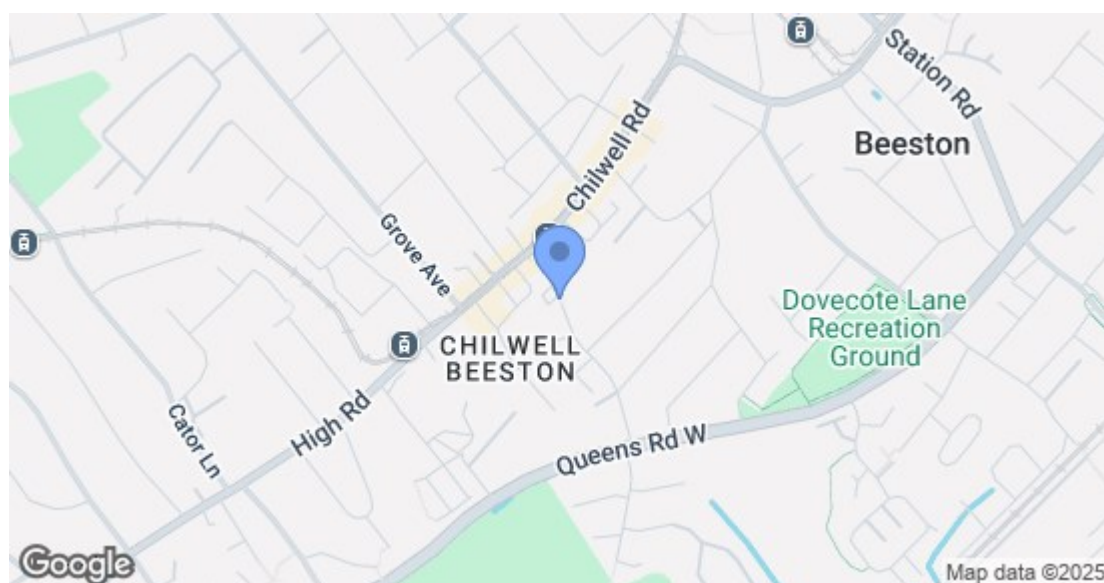 Station Rd
Beeston
Chilwell Rd
Grove Ave
Dovecote Lane
Recreation
Ground
CHILWELL
BEESTON
Cator Ln
High Rd
Queens Rd W
Google
Map data ©2025